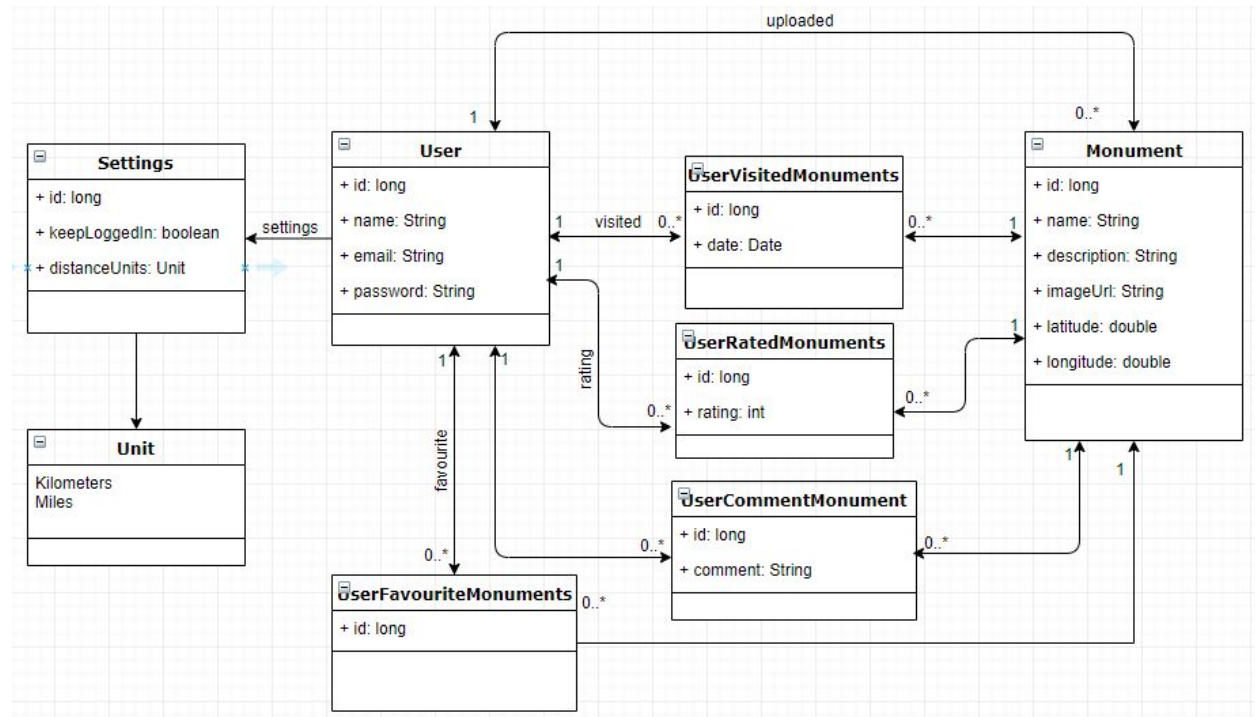 uploaded
1
0..*
Settings
+ id: long
+ keepLoggedIn: boolean
+ distanceUnits: Unit
settings
User
+ id: long
+ name: String
+ email: String
+ password: String
1
visited
0..*
1
UserVisitedMonuments
+ id: long
+ date: Date
0..*
1
Monument
+ id: long
+ name: String
+ description: String
+ imageUrl: String
+ latitude: double
+ longitude: double
rating
0..*
UserRatedMonuments
+ id: long
+ rating: int
0..*
1
Unit
Kilometers
Miles
1
favourite
0..*
1
0..*
UserCommentMonument
+ id: long
+ comment: String
0..*
1
1
UserFavouriteMonuments
+ id: long
0..*